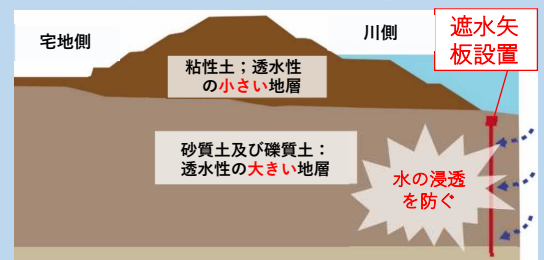 宅地側
川側
遮水矢
板設置
粘性土；透水性
の小さい地層
砂質土及び礫質土：
透水性の大きい地層
水の浸透
を防ぐ